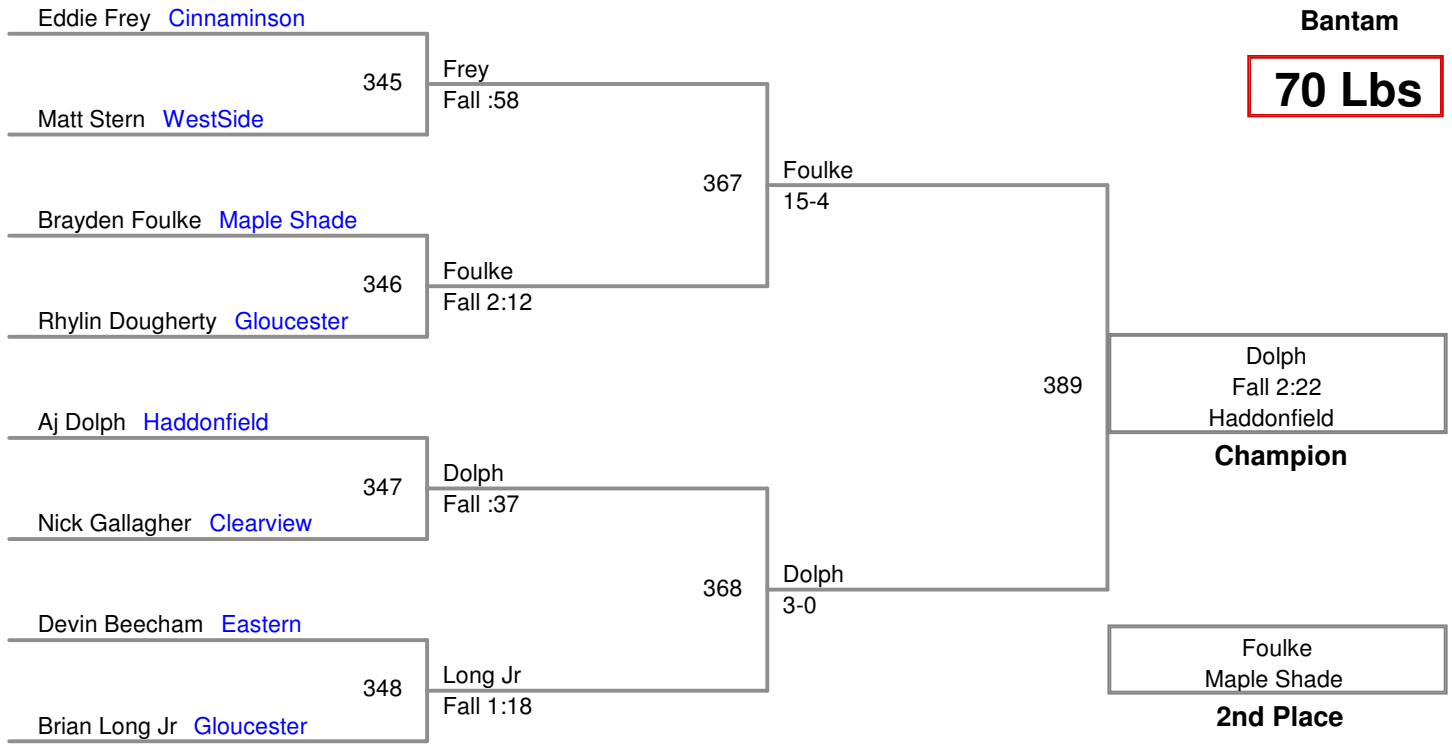 Eddie Frey Cinnaminson
Bantam
345
Frey
Fall :58
70 Lbs
Matt Stern WestSide
367
Foulke
15-4
Brayden Foulke Maple Shade
346
Foulke
Fall 2:12
Rhylin Dougherty Gloucester
389
Dolph
Fall 2:22
Haddonfield
Champion
Aj Dolph Haddonfield
347
Dolph
Fall :37
Nick Gallagher Clearview
368
Dolph
3-0
Devin Beecham Eastern
348
Long Jr
Fall 1:18
Brian Long Jr Gloucester
Foulke
Maple Shade
2nd Place